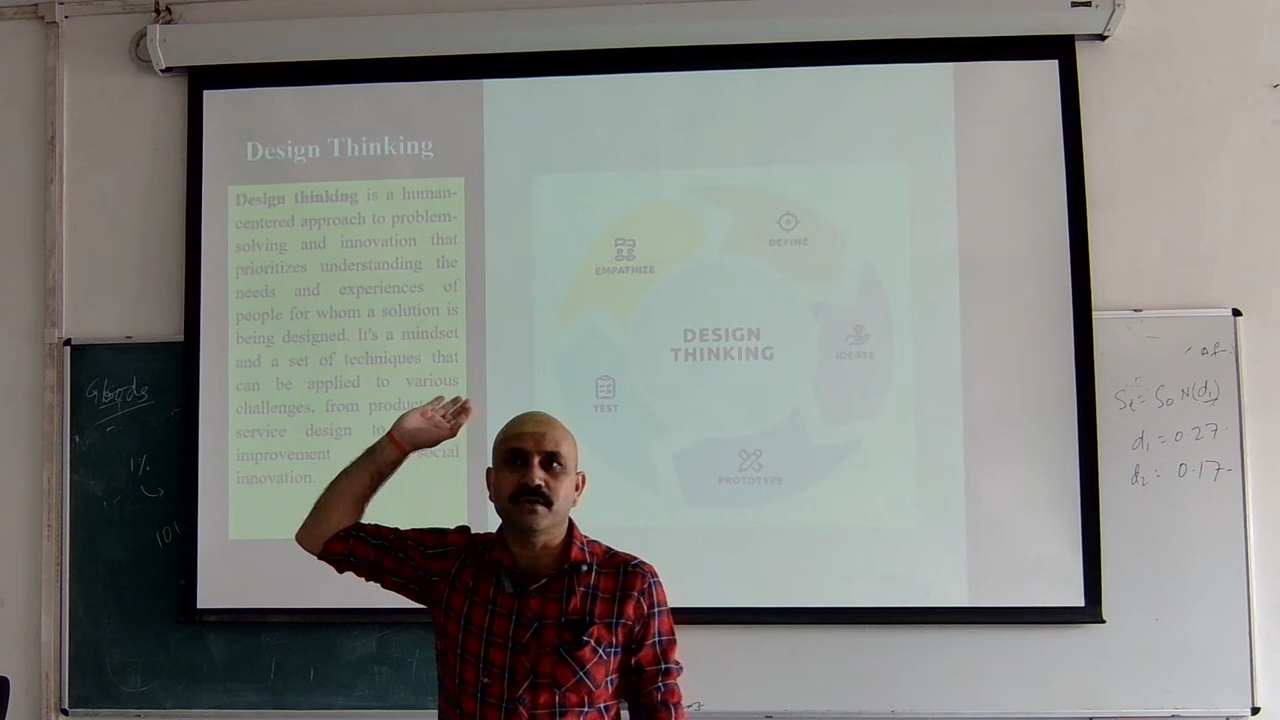 Design Thinking
Design thinking is a human-
centered approach to problem-
solving and innovation that
prioritizes understanding the
needs and experiences of
people for whom a solution is
being designed. It's a mindset
and a set of techniques that
can be applied to various
challenges, from product
service design to
improvement social
innovation.
EMPATHIZE
DEFINE
IDEATE
PROTOTYPE
TEST
DESIGN
THINKING
1%
101
St = So N(d1)
d1 = 0.27
d2 = 0.17